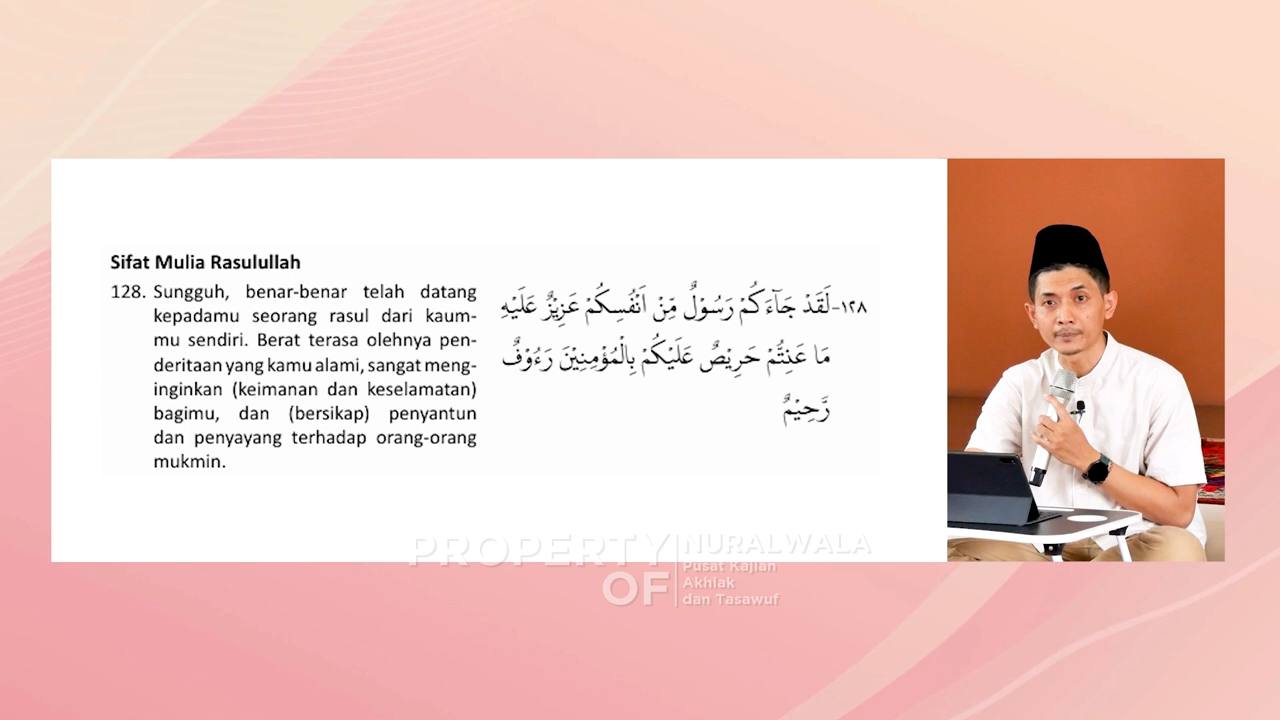 Sifat Mulia Rasulullah
128. Sungguh, benar-benar telah datang
kepadamu seorang rasul dari kaum-
mu sendiri. Berat terasa olehnya pen-
deritaan yang kamu alami, sangat meng-
inginkan (keimanan dan keselamatan)
bagimu, dan (bersikap) penyantun
dan penyayang terhadap orang-orang
mukmin.
١٢٨-لَقَدْ جَاۤءَكُمْ رَسُوْلٌ مِّنْ اَنْفُسِكُمْ عَزِيْزٌ عَلَيْهِ
مَا عَنِتُّمْ حَرِيْصٌ عَلَيْكُمْ بِالْمُؤْمِنِيْنَ رَءُوْفٌ
رَّحِيْمٌ
PROPERTY OF
NURALWALA
Pusat Kajian
Akhlak
dan Tasawuf